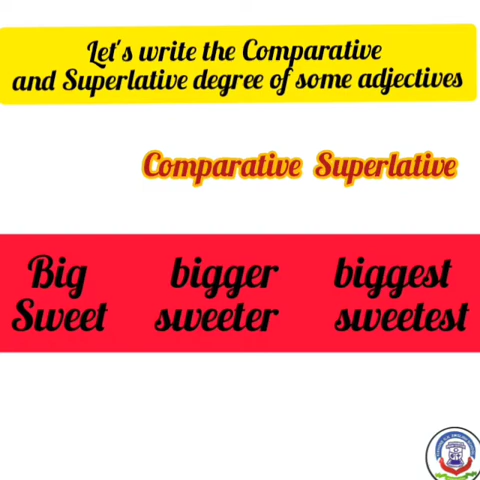 Let's write the Comparative
and Superlative degree of some adjectives
Comparative Superlative
Big bigger biggest
Sweet sweeter sweetest